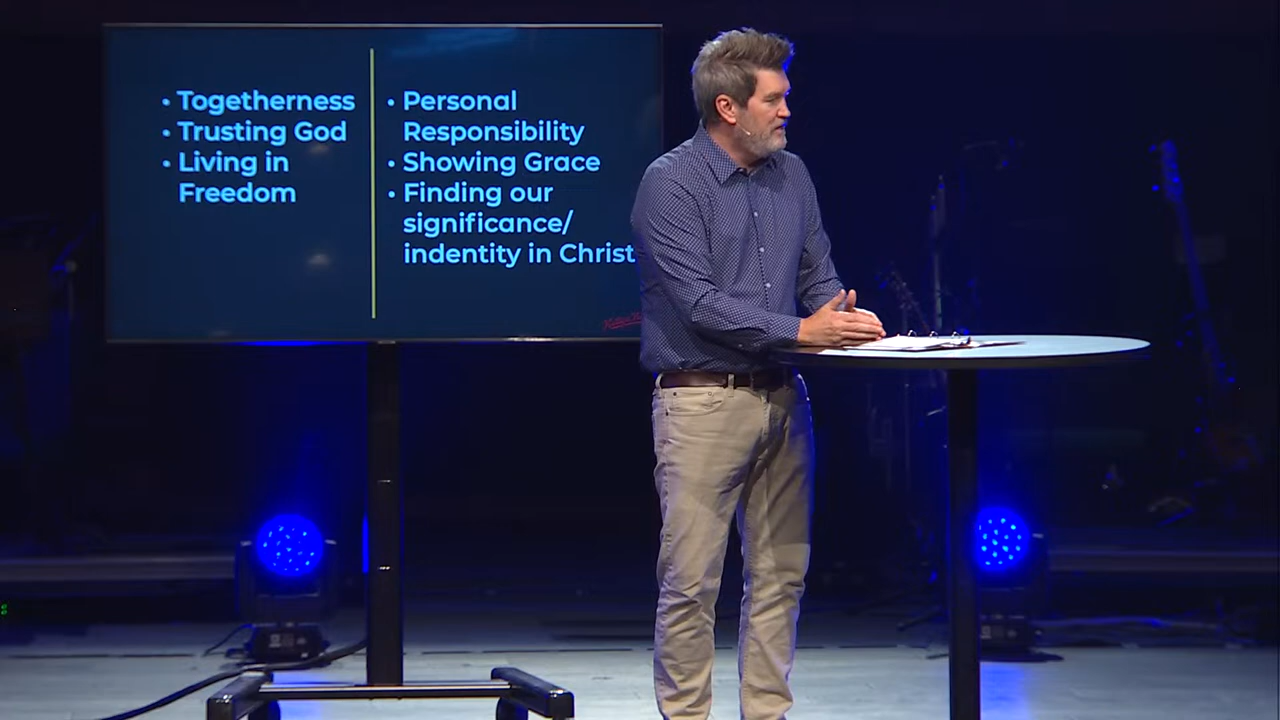 • Togetherness
• Trusting God
• Living in
Freedom
• Personal
Responsibility
• Showing Grace
• Finding our
significance/
indentity in Christ